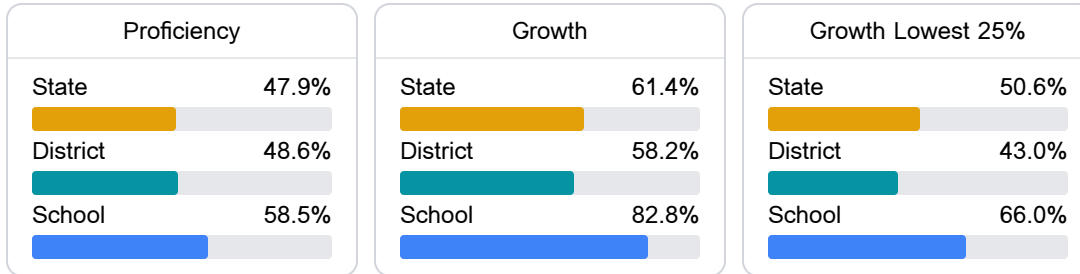 Proficiency
State 47.9%
District 48.6%
School 58.5%
Growth
State 61.4%
District 58.2%
School 82.8%
Growth Lowest 25%
State 50.6%
District 43.0%
School 66.0%